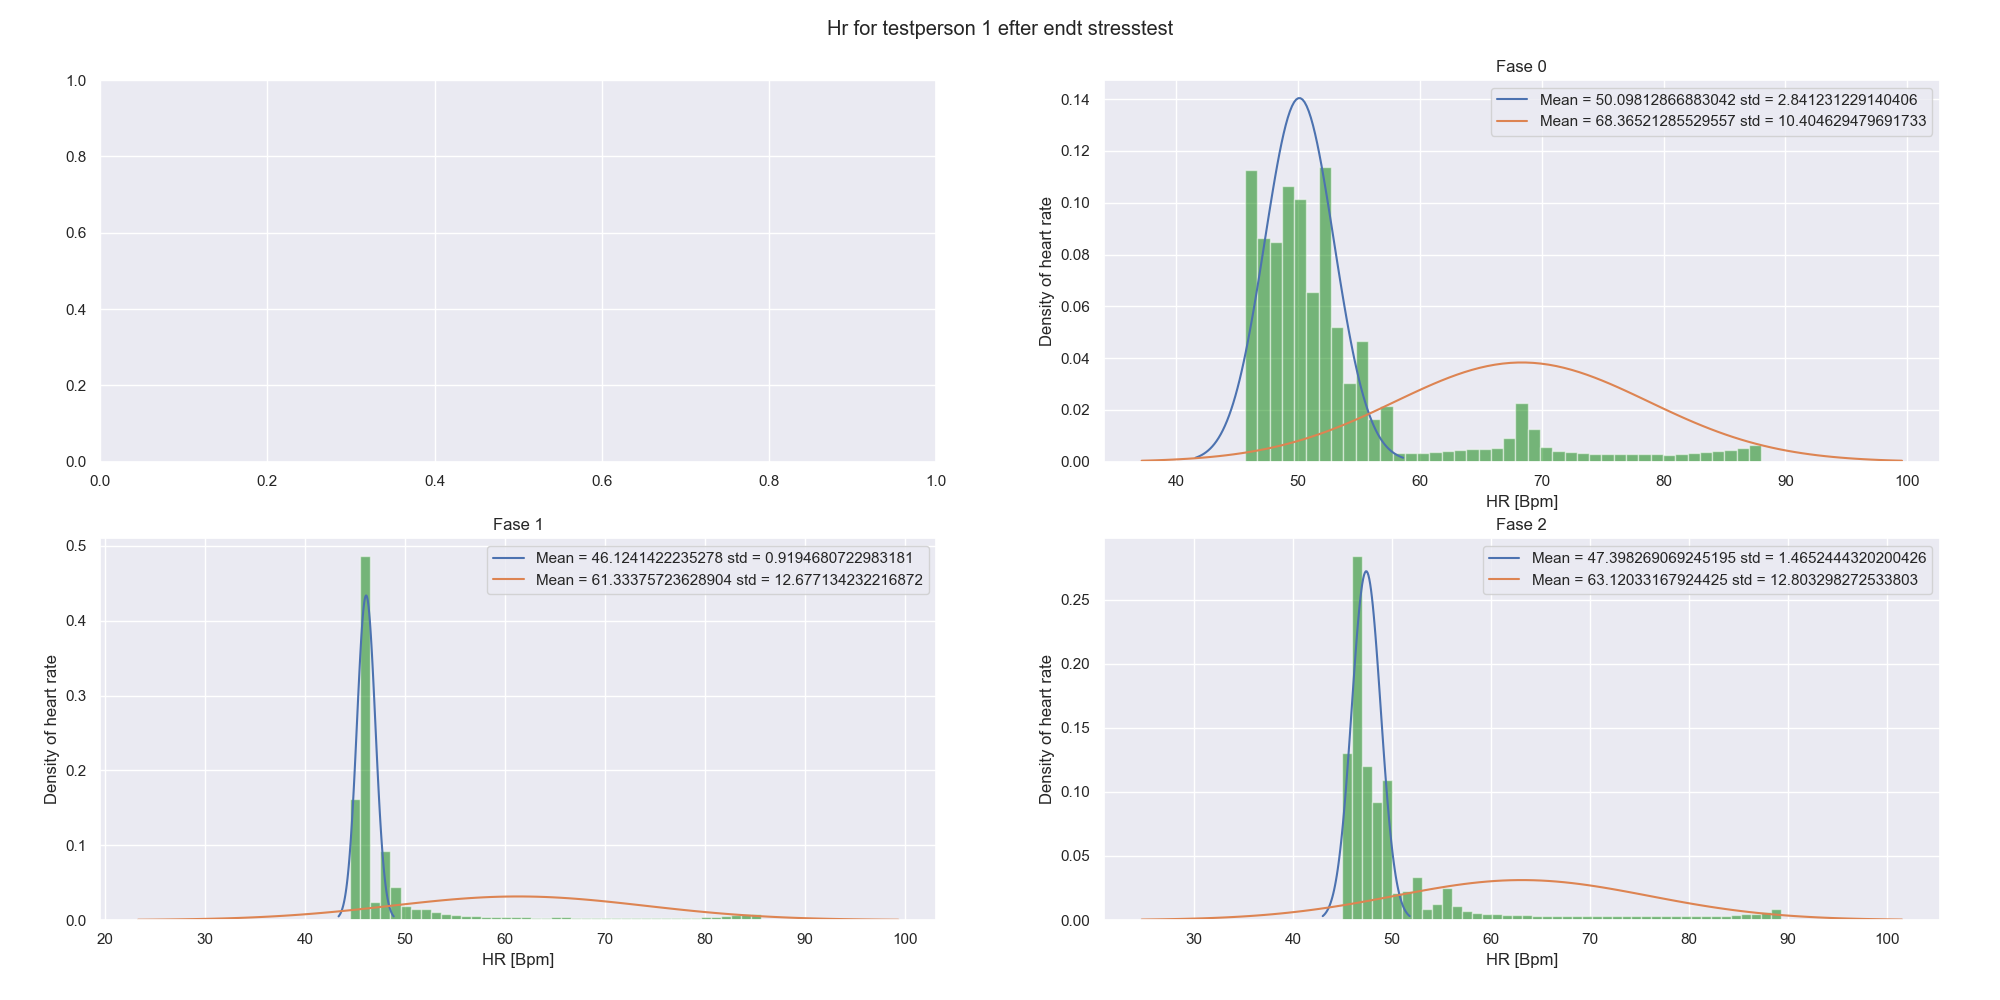 Hr for testperson 1 efter endt stresstest
1.0
0.8
0.6
0.4
0.2
0.0
0.0 0.2 0.4 0.6 0.8 1.0
Fase 0
Mean = 50.09812866883042 std = 2.841231229140406
Mean = 68.36521285529557 std = 10.404629479691733
Density of heart rate
0.14
0.12
0.10
0.08
0.06
0.04
0.02
0.00
40 50 60 70 80 90 100
HR [Bpm]
Fase 1
Mean = 46.1241422235278 std = 0.9194680722983181
Mean = 61.33375723628904 std = 12.677134232216872
Density of heart rate
0.5
0.4
0.3
0.2
0.1
0.0
20 30 40 50 60 70 80 90 100
HR [Bpm]
Fase 2
Mean = 47.398269069245195 std = 1.4652444320200426
Mean = 63.12033167924425 std = 12.803298272533803
Density of heart rate
0.25
0.20
0.15
0.10
0.05
0.00
30 40 50 60 70 80 90 100
HR [Bpm]